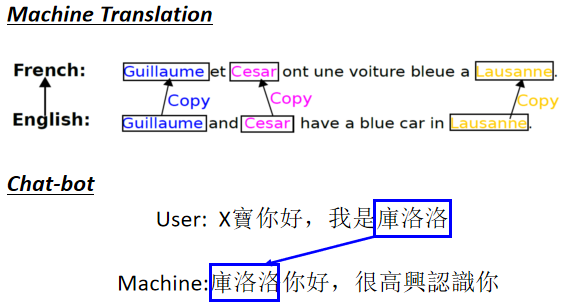 Machine Translation
French: Guillaume et Cesar ont une voiture bleue a Lausanne.
Copy Copy Copy
English: Guillaume and Cesar have a blue car in Lausanne.
Chat-bot
User: X寶你好，我是庫洛洛
Machine:庫洛洛你好，很高興認識你